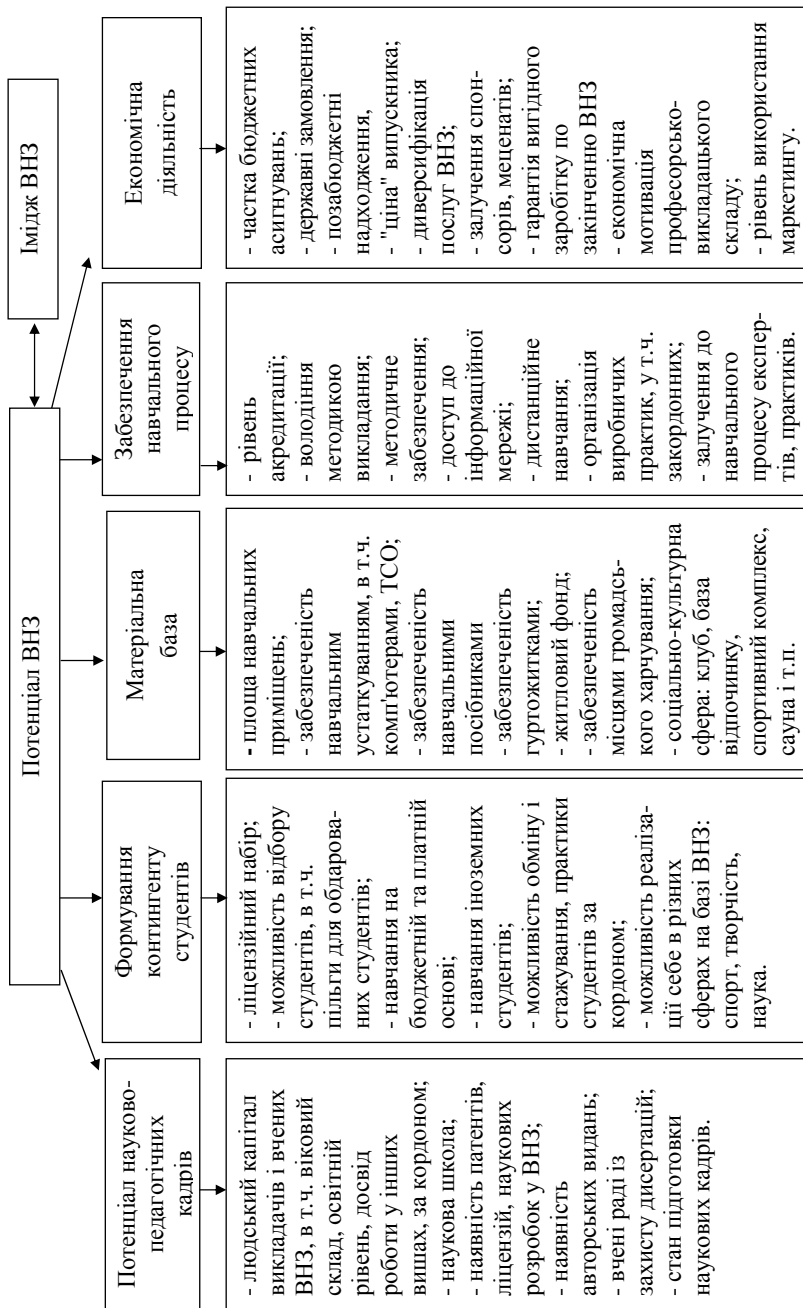 Потенціал ВНЗ
Імідж ВНЗ
Потенціал науково-
педагогічних
кадрів
Формування
контингенту
студентів
Матеріальна
база
Забезпечення
навчального
процесу
Економічна
діяльність
- людський капітал
викладачів і вчених
ВНЗ, в т.ч. віковий
склад, освітній
рівень, досвід
роботи у інших
вишах, за кордоном;
- наукова школа;
- наявність патентів,
ліцензій, наукових
розробок у ВНЗ;
- наявність
авторських видань;
- вчені раді із
захисту дисертацій;
- стан підготовки
наукових кадрів.
- ліцензійний набір;
- можливість відбору
студентів, в т.ч.
пільги для обдарова-
них студентів;
- навчання на
бюджетній та платній
основі;
- навчання іноземних
студентів;
- можливість обміну і
стажування, практики
студентів за
кордоном;
- можливість реаліза-
ції себе в різних
сферах на базі ВНЗ:
спорт, творчість,
наука.
- площа навчальних
приміщень;
- забезпеченість
навчальним
устаткуванням, в т.ч.
комп'ютерами, ТСО;
- забезпеченість
навчальними
посібниками
- забезпеченість
гуртожитками;
- житловий фонд;
- забезпеченість
місцями громадсь-
кого харчування;
- соціально-культурна
сфера: клуб, база
відпочинку,
спортивний комплекс,
сауна і т.п.
- рівень
акредитації;
- володіння
методикою
викладання;
- методичне
забезпечення;
- доступ до
інформаційної
мережі;
- дистанційне
навчання;
- організація
виробничих
практик, у т.ч.
закордонних;
- залучення до
навчального
процесу експер-
тів, практиків.
- частка бюджетних
асигнувань;
- державні замовлення;
- позабюджетні
надходження,
- "ціна" випускника;
- диверсифікація
послуг ВНЗ;
- залучення спон-
сорів, меценатів;
- гарантія вигідного
заробітку по
закінченню ВНЗ
- економічна
мотивація
професорсько-
викладацького
складу;
- рівень використання
маркетингу.